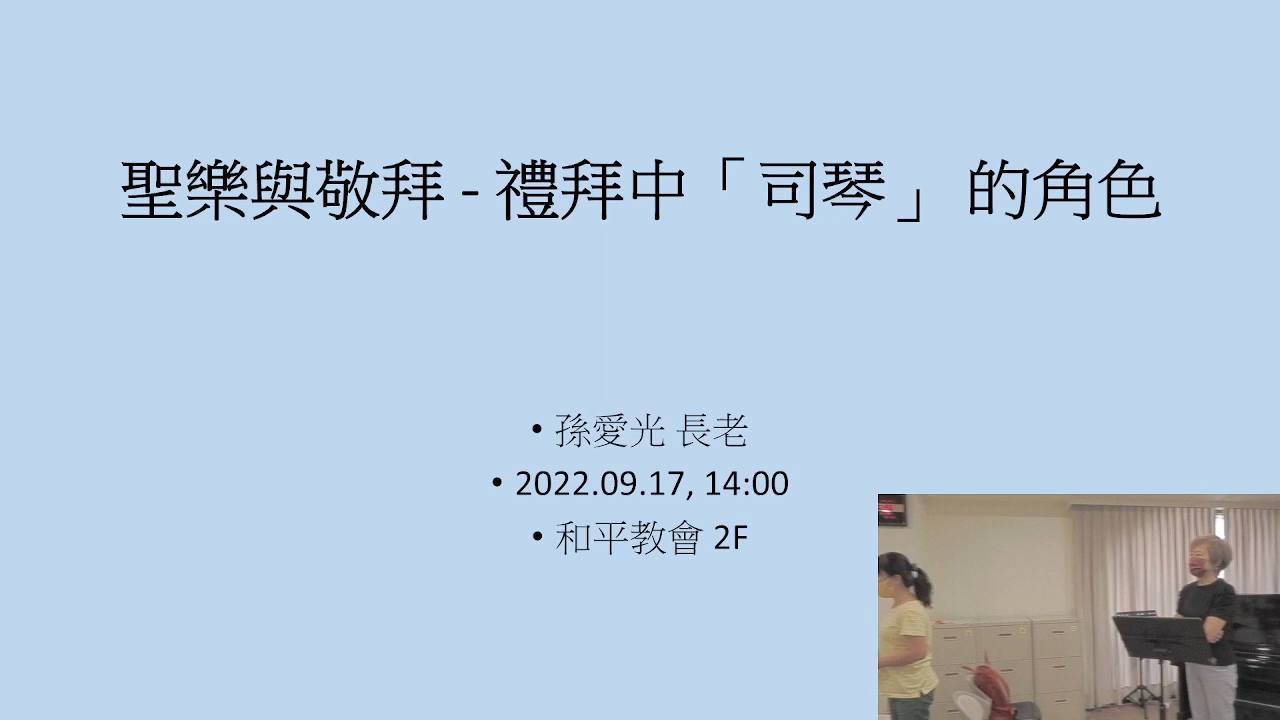 聖樂與敬拜 - 禮拜中「司琴」的角色
• 孫愛光 長老
• 2022.09.17, 14:00
• 和平教會 2F